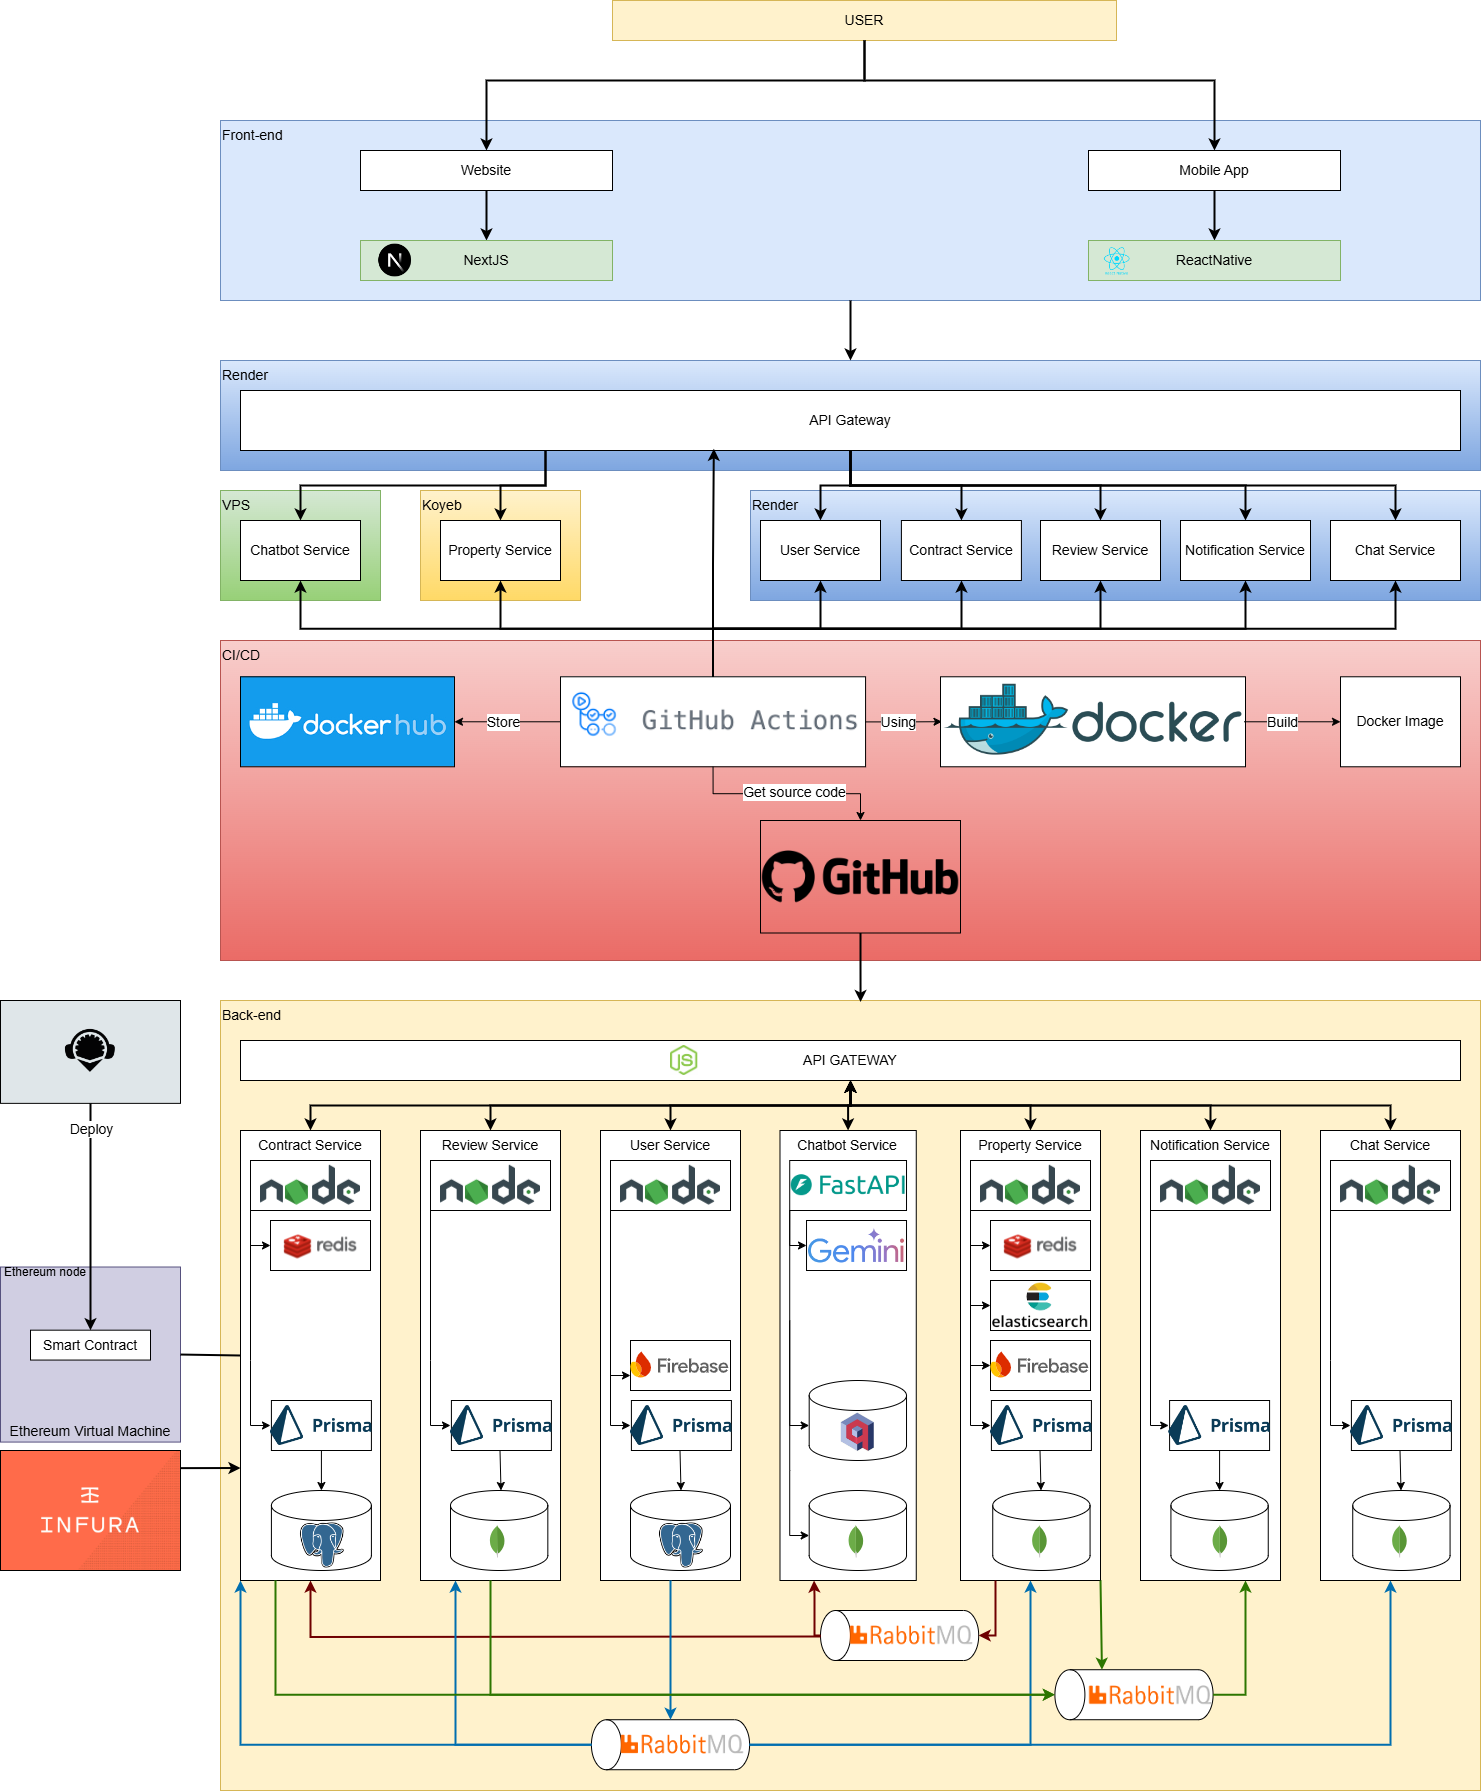 USER
Front-end
Website
Mobile App
N
NextJS
REACT NATIVE
ReactNative
Render
API Gateway
VPS
Koyeb
Render
Chatbot Service
Property Service
User Service
Contract Service
Review Service
Notification Service
Chat Service
CI/CD
dockerhub
Store
GitHub Actions
Using
docker
Build
Docker Image
Get source code
GitHub
Back-end
JS
API GATEWAY
Deploy
Contract Service
Review Service
User Service
Chatbot Service
Property Service
Notification Service
Chat Service
node
node
node
FastAPI
node
node
node
redis
Gemini
redis
elasticsearch
Ethereum node
Smart Contract
Firebase
Firebase
Ethereum Virtual Machine
Prisma
Prisma
Prisma
Prisma
Prisma
Prisma
INFURA
RabbitMQ
RabbitMQ
RabbitMQ